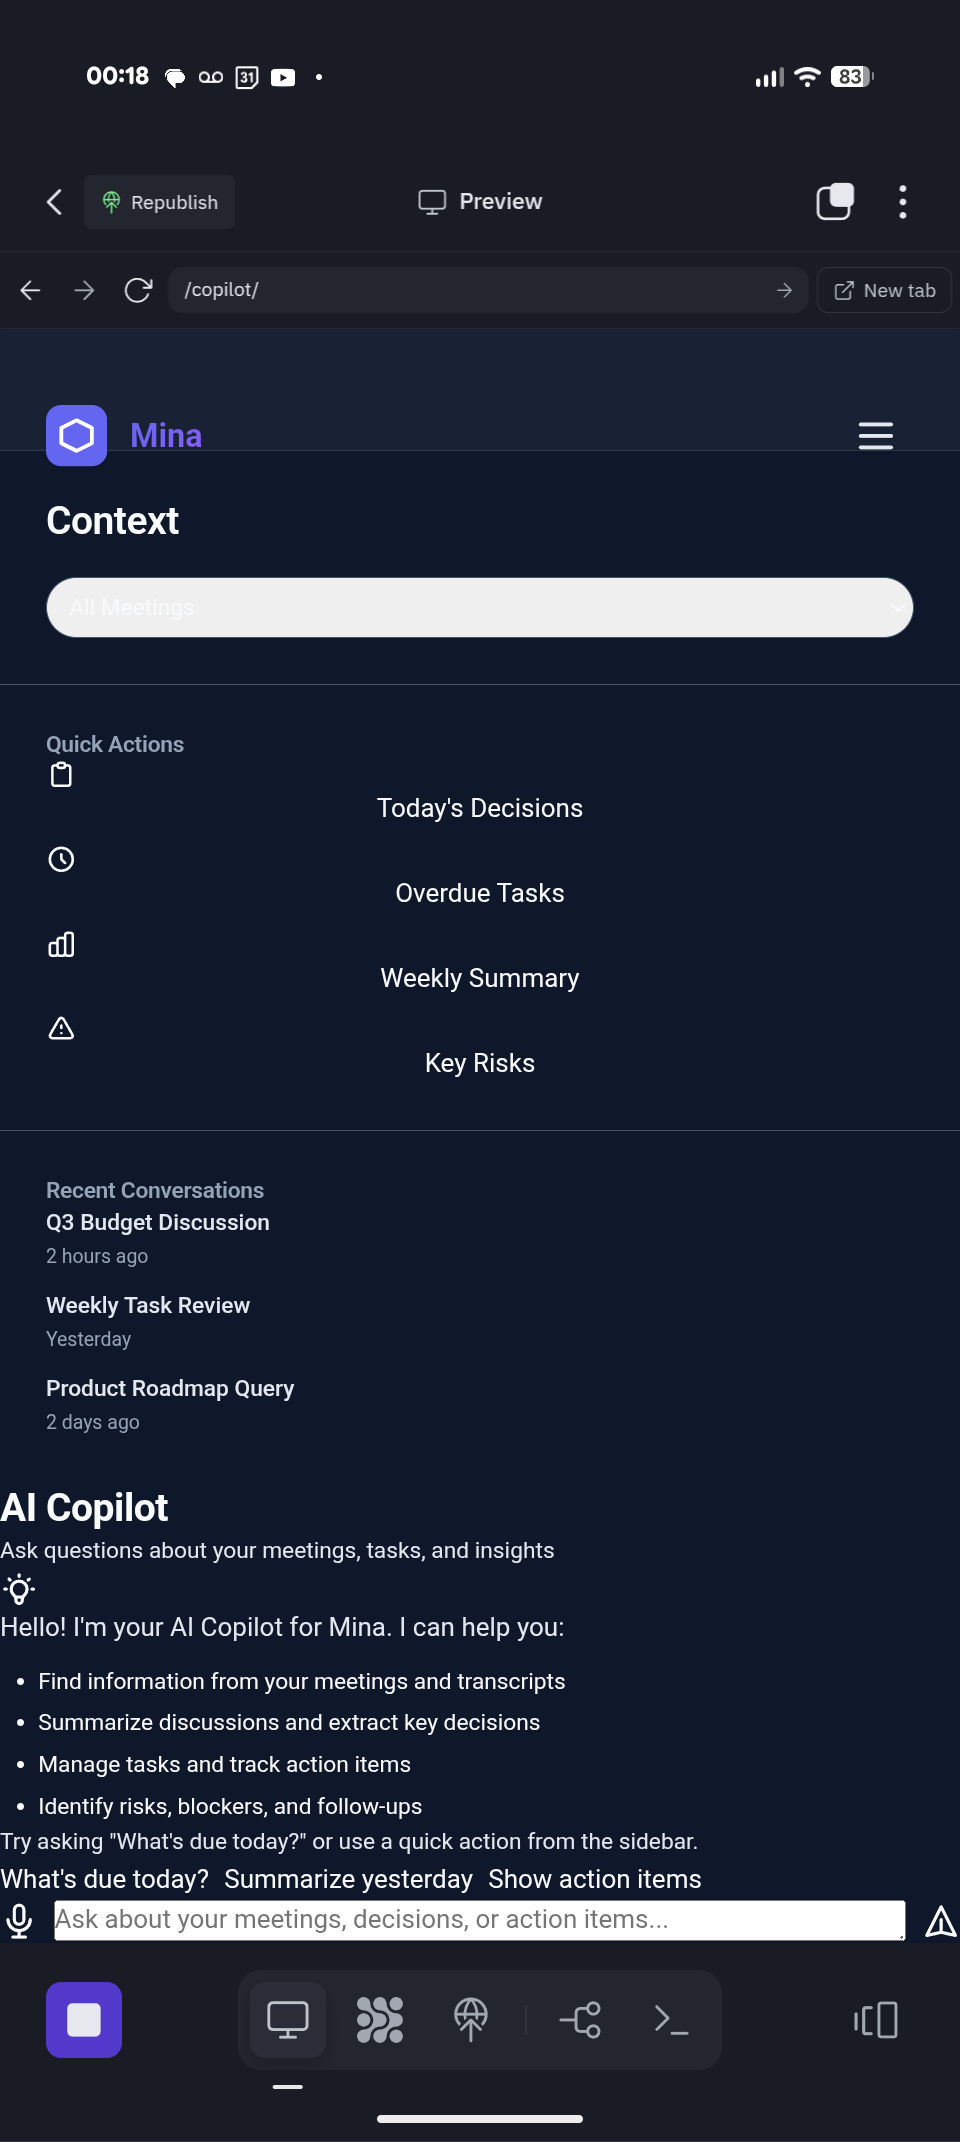 00:18
31
83
Republish
Preview
/copilot/
New tab
Mina
Context
All Meetings
Quick Actions
Today's Decisions
Overdue Tasks
Weekly Summary
Key Risks
Recent Conversations
Q3 Budget Discussion
2 hours ago
Weekly Task Review
Yesterday
Product Roadmap Query
2 days ago
AI Copilot
Ask questions about your meetings, tasks, and insights
Hello! I'm your AI Copilot for Mina. I can help you:
• Find information from your meetings and transcripts
• Summarize discussions and extract key decisions
• Manage tasks and track action items
• Identify risks, blockers, and follow-ups
Try asking "What's due today?" or use a quick action from the sidebar.
What's due today? Summarize yesterday Show action items
Ask about your meetings, decisions, or action items...